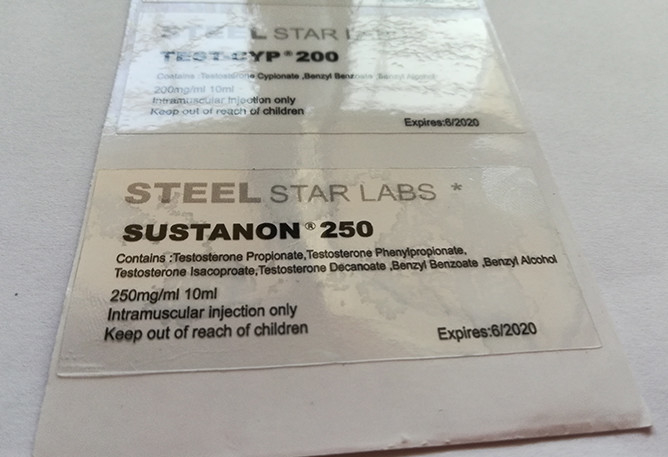 STEEL STAR LABS
TEST-CYP® 200
Contains :Testosterone Cypionate ,Benzyl Benzoate ,Benzyl Alcohol
200mg/ml 10ml
Intramuscular injection only
Keep out of reach of children
Expires:6/2020
STEEL STAR LABS *
SUSTANON ® 250
Contains :Testosterone Propionate,Testosterone Phenylpropionate,
Testosterone Isacoproate;Testosterone Decanoate ,Benzyl Benzoate ,Benzyl Alcohol
250mg/ml 10ml
Intramuscular injection only
Keep out of reach of children
Expires:6/2020